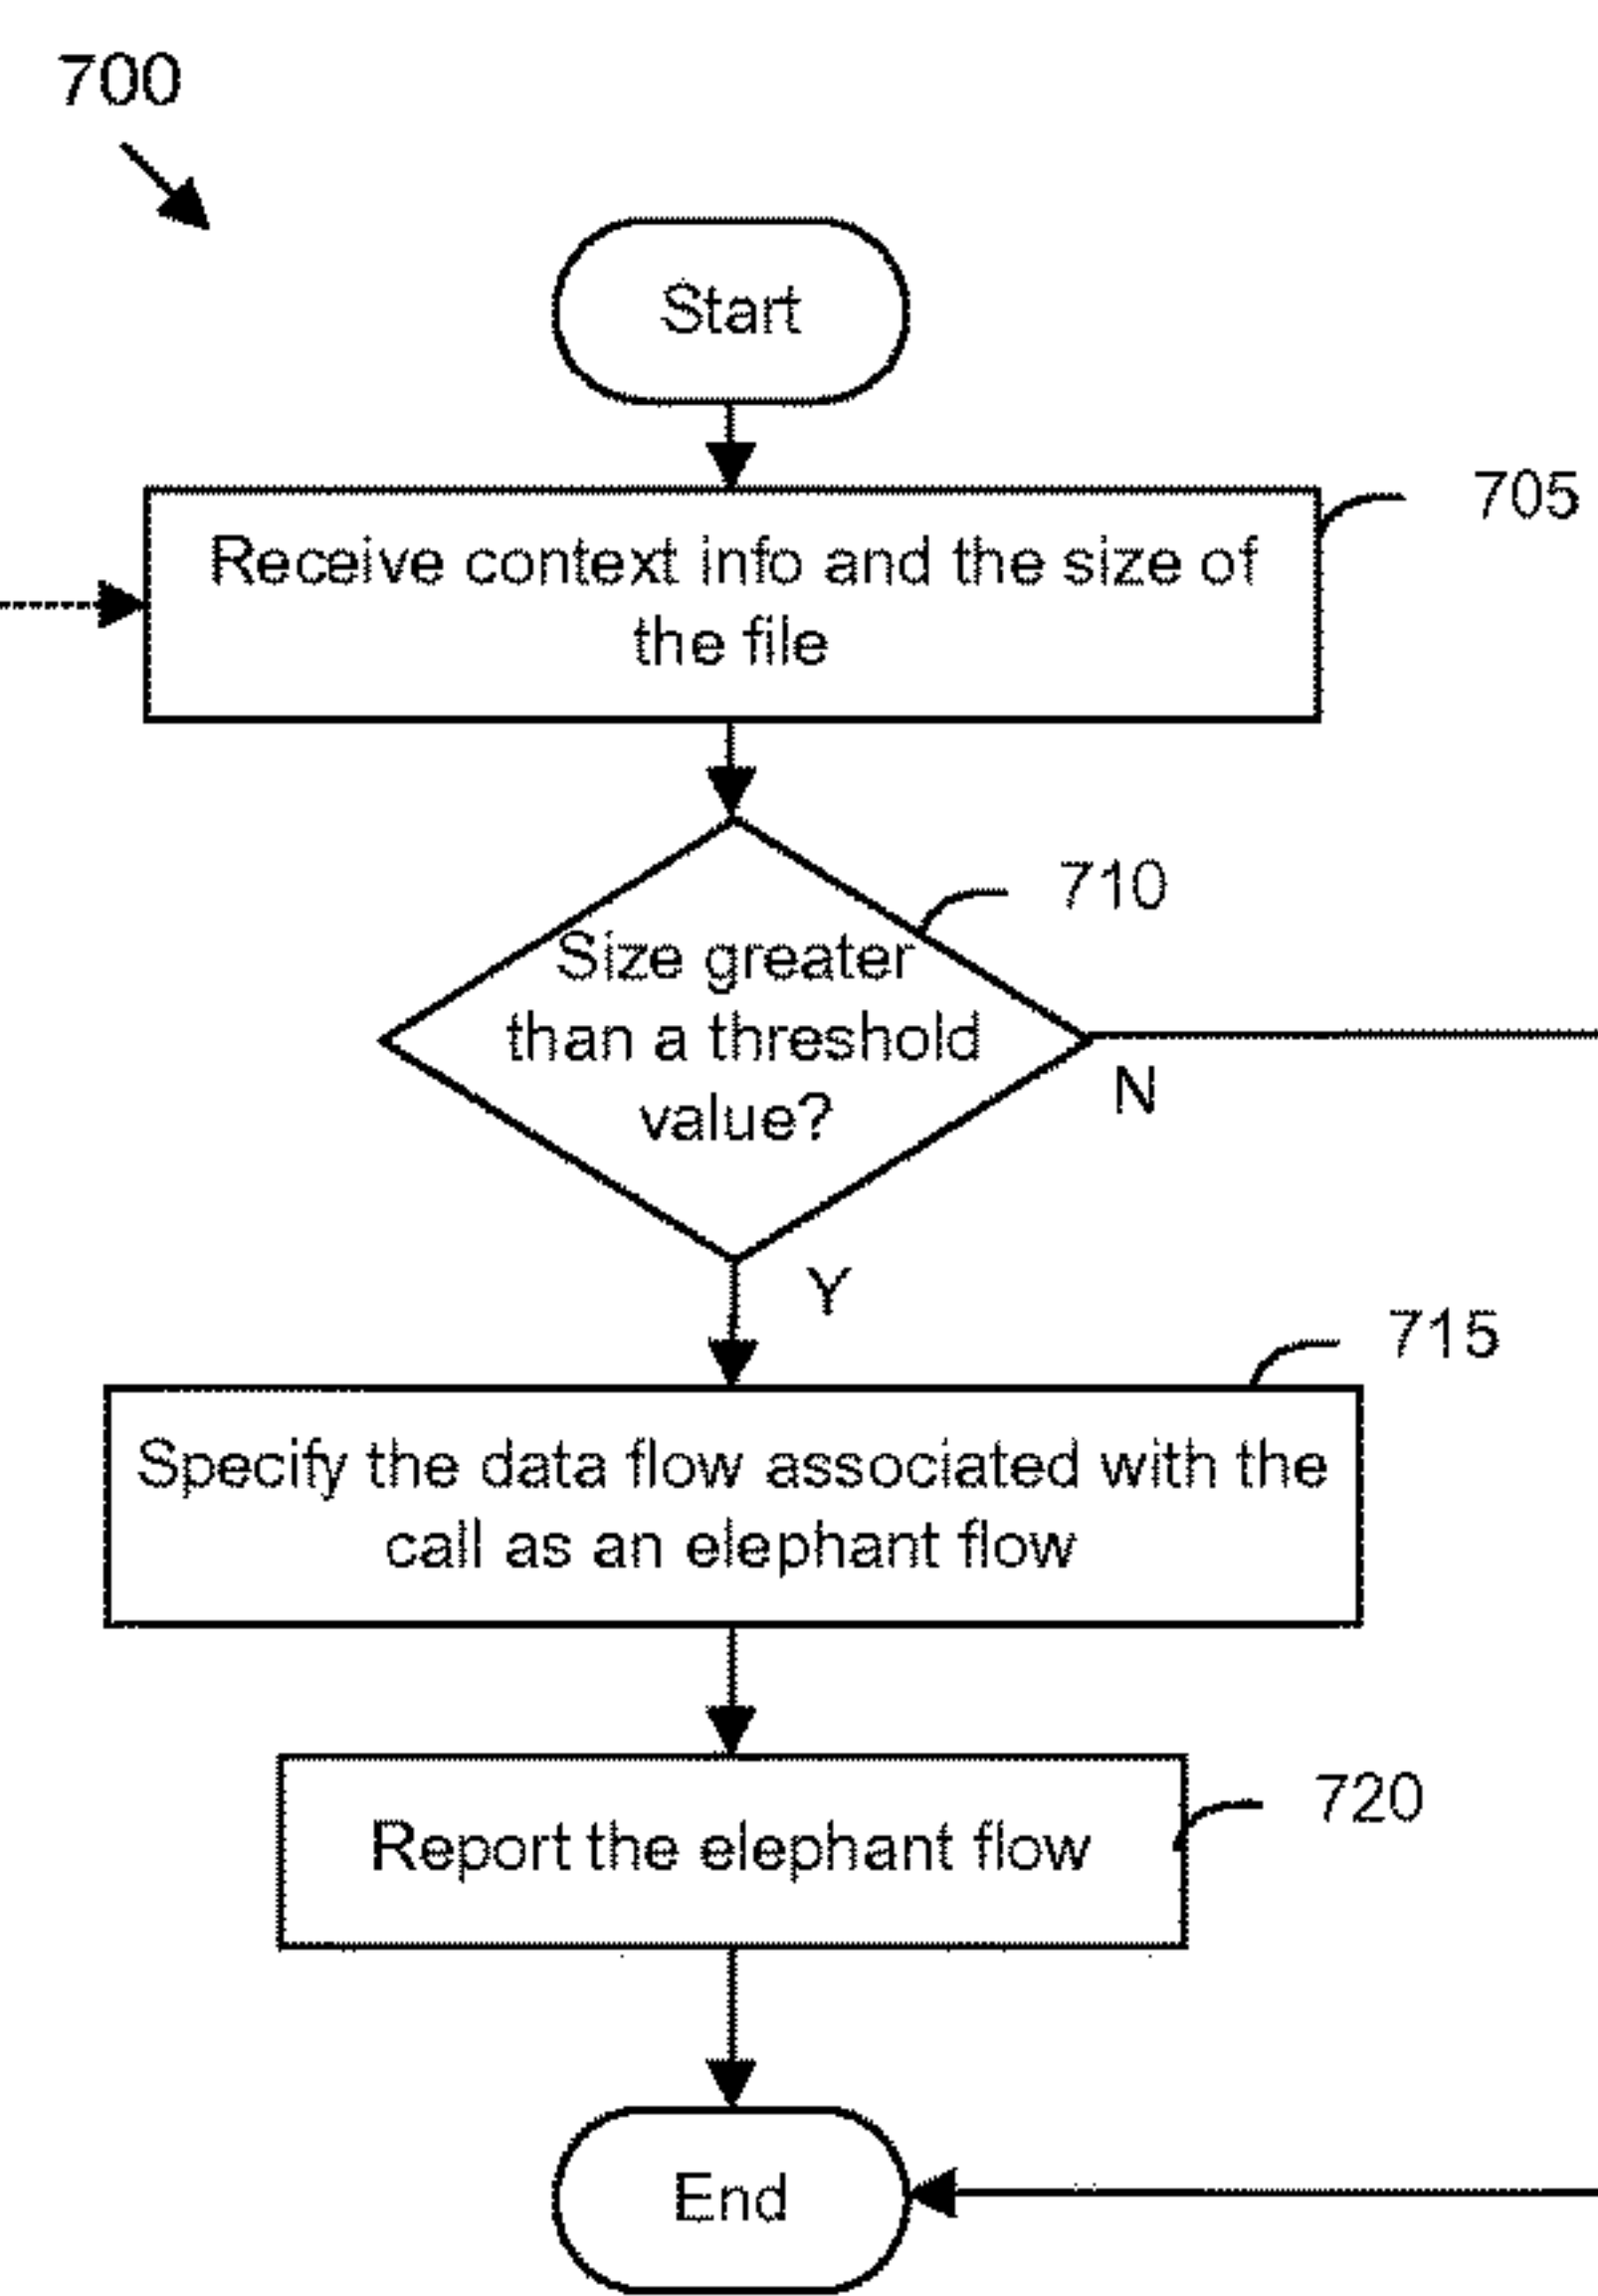 700
Start
705
Receive context info and the size of
the file
710
Size greater
than a threshold
value?
N
Y
715
Specify the data flow associated with the
call as an elephant flow
720
Report the elephant flow
End